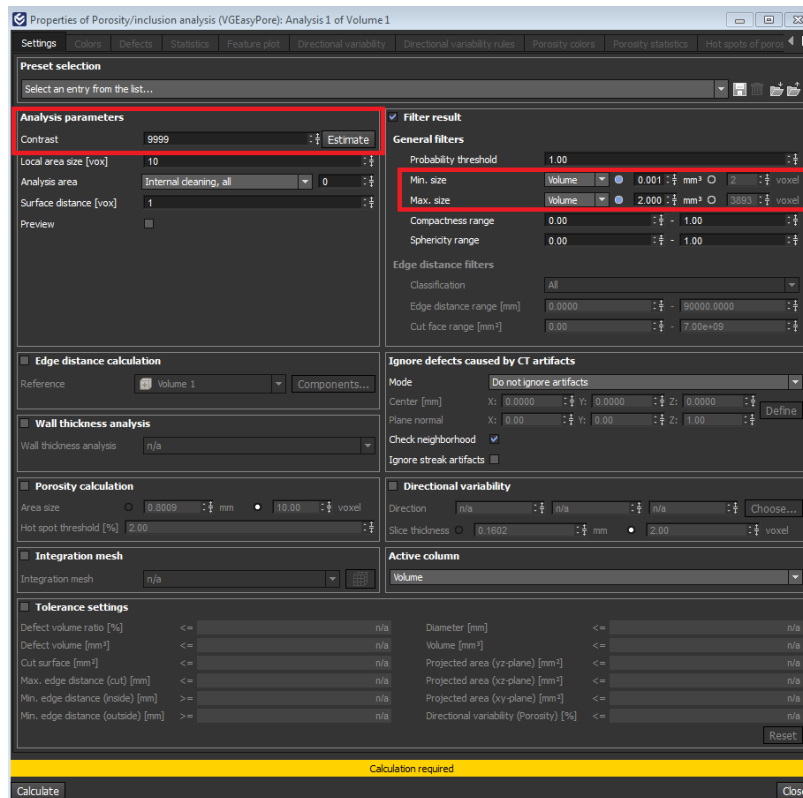 Properties of Porosity/inclusion analysis (VGEasyPore): Analysis 1 of Volume 1
Settings Colors Defects Statistics Feature plot Directional variability Directional variability rules Porosity colors Porosity statistics Hot spots of poros
Preset selection
Select an entry from the list...
Analysis parameters
Contrast 9999 Estimate
Local area size [vox] 10
Analysis area Internal cleaning, all 0
Surface distance [vox] 1
Preview
Filter result
General filters
Probability threshold 1.00
Min. size Volume 0.001 mm³ 2 voxel
Max. size Volume 2.000 mm³ 3893 voxel
Compactness range 0.00 - 1.00
Sphericity range 0.00 - 1.00
Edge distance filters
Classification All
Edge distance range [mm] 0.0000 - 90000.0000
Cut face range [mm²] 0.00 - 7.00e+09
Edge distance calculation
Reference Volume 1 Components...
Wall thickness analysis
Wall thickness analysis n/a
Ignore defects caused by CT artifacts
Mode Do not ignore artifacts
Center [mm] X: 0.0000 Y: 0.0000 Z: 0.0000
Define
Plane normal X: 0.00 Y: 0.00 Z: 1.00
Check neighborhood
Ignore streak artifacts
Porosity calculation
Area size 0.8009 mm 10.00 voxel
Hot spot threshold [%] 2.00
Directional variability
Direction n/a n/a n/a Choose...
Slice thickness 0.1602 mm 2.00 voxel
Integration mesh
Integration mesh n/a
Active column
Volume
Tolerance settings
Defect volume ratio [%] <= n/a Diameter [mm] <= n/a
Defect volume [mm³] <= n/a Volume [mm³] <= n/a
Cut surface [mm²] <= n/a Projected area (yz-plane) [mm²] <= n/a
Max. edge distance (cut) [mm] <= n/a Projected area (xz-plane) [mm²] <= n/a
Min. edge distance (inside) [mm] >= n/a Projected area (xy-plane) [mm²] <= n/a
Min. edge distance (outside) [mm] >= n/a Directional variability (Porosity) [%] <= n/a
Reset
Calculation required
Calculate Close